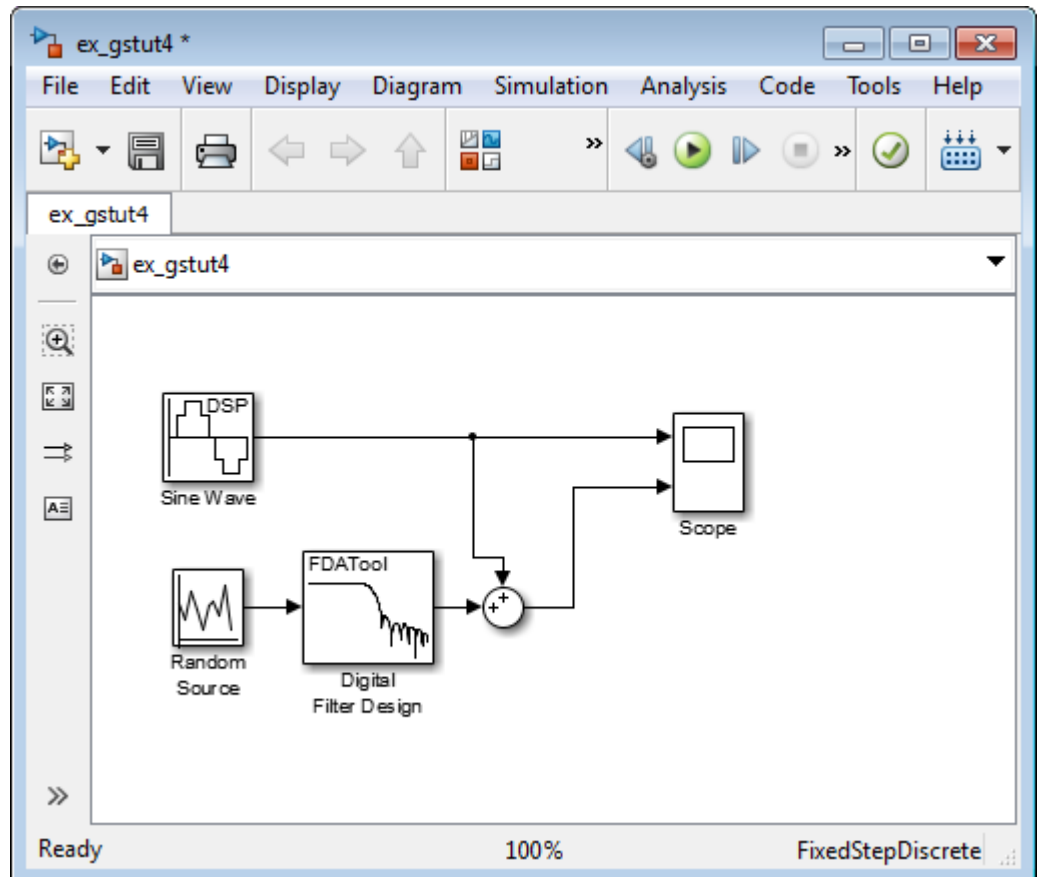 ex_gstut4 *
File Edit View Display Diagram Simulation Analysis Code Tools Help
ex_gstut4
ex_gstut4
DSP
Sine Wave
Scope
FDATool
Random
Source
Digital
Filter Design
Ready 100% FixedStepDiscrete